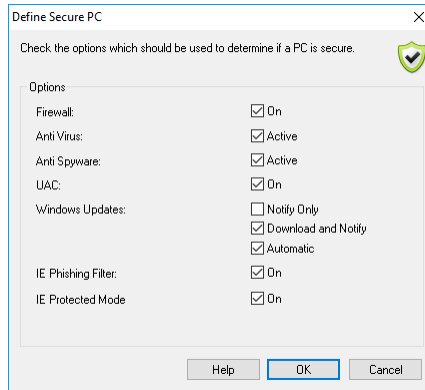 Define Secure PC
Check the options which should be used to determine if a PC is secure.
Options
Firewall: On
Anti Virus: Active
Anti Spyware: Active
UAC: On
Windows Updates: Notify Only
Download and Notify
Automatic
IE Phishing Filter: On
IE Protected Mode On
Help OK Cancel